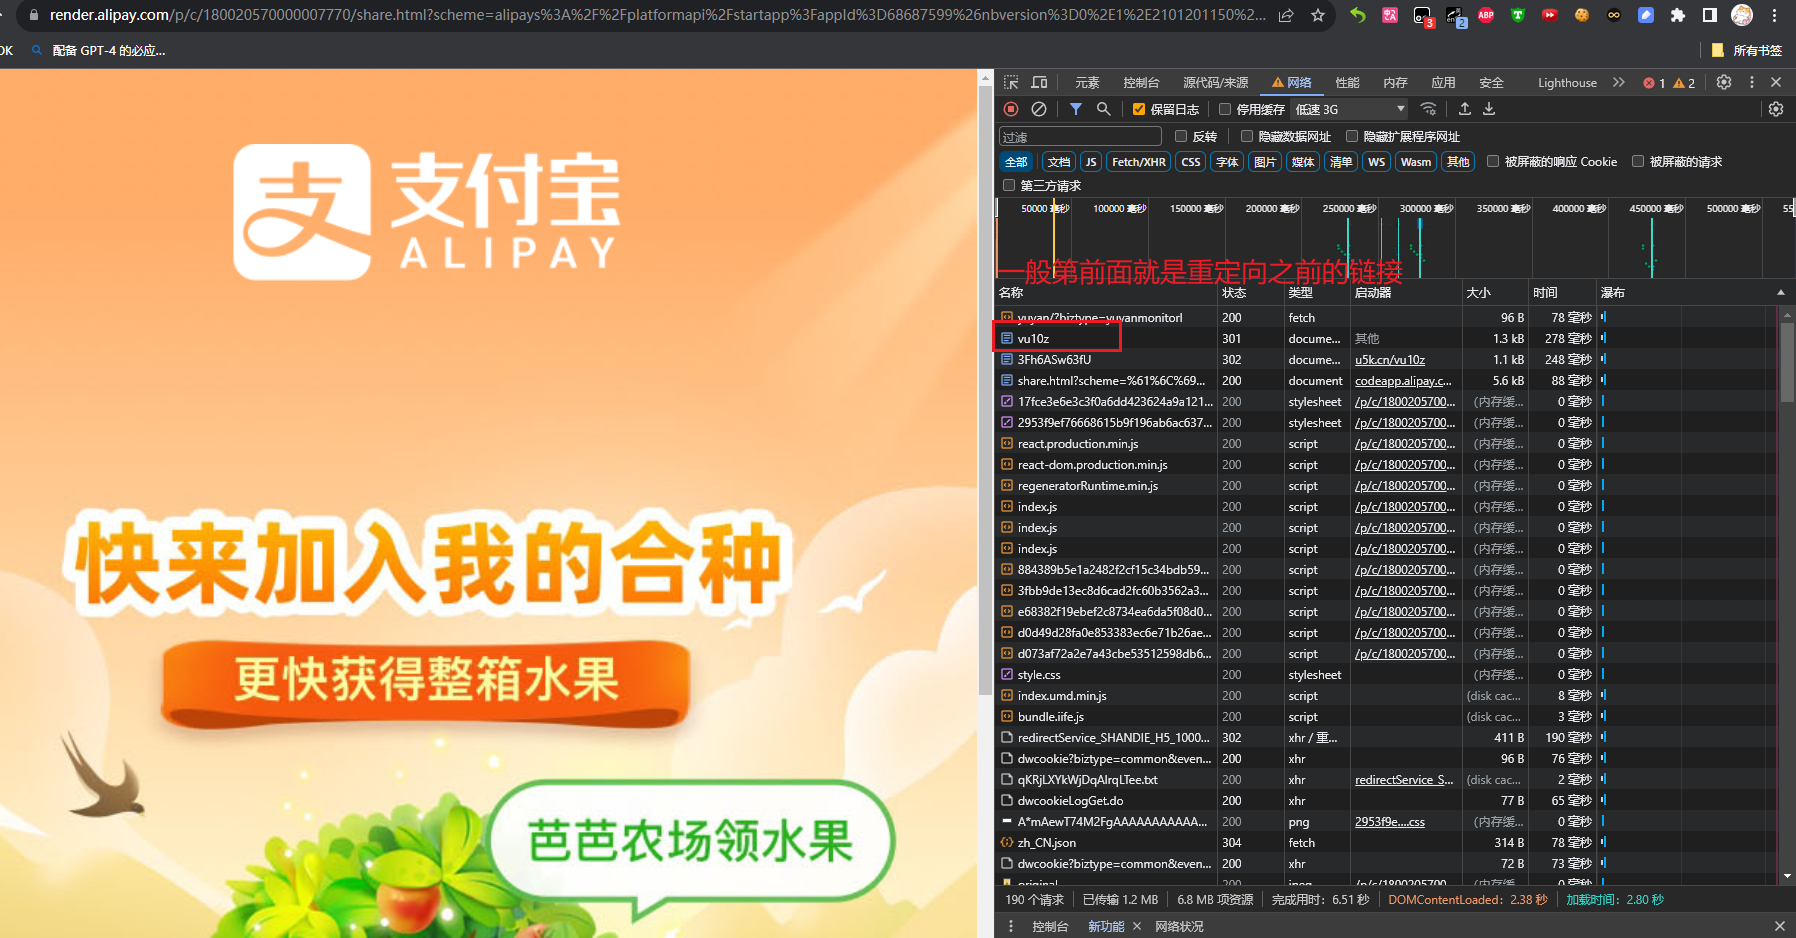 render.alipay.com/p/c/180020570000007770/share.html?scheme=alipays%3A%2F%2Fplatformapi%2Fstartapp%3FappId%3D68687599%26nbversion%3D0%2E1%2E2101201150%2...
OK 配备 GPT-4 的必应... 所有书签
支付宝
ALIPAY
快来加入我的合种
更快获得整箱水果
芭芭农场领水果
元素 控制台 源代码/来源 网络 性能 内存 应用 安全 Lighthouse 1 2
保留日志 停用缓存 低速 3G
过滤 反转 隐藏数据网址 隐藏扩展程序网址
全部 文档 JS Fetch/XHR CSS 字体 图片 媒体 清单 WS Wasm 其他 被屏蔽的响应 Cookie 被屏蔽的请求
第三方请求
50000 毫秒 100000 毫秒 150000 毫秒 200000 毫秒 250000 毫秒 300000 毫秒 350000 毫秒 400000 毫秒 450000 毫秒 500000 毫秒 55
一般第前面就是重定向之前的链接
名称 状态 类型 启动器 大小 时间 瀑布
yuyan/?biztype=yuyanmonitorl 200 fetch 96 B 78 毫秒
vu10z 301 docume... 其他 1.3 kB 278 毫秒
3Fh6ASw63fU 302 docume... u5k.cn/vu10z 1.1 kB 248 毫秒
share.html?scheme=%61%6C%69... 200 document codeapp.alipay.c... 5.6 kB 88 毫秒
17fce3e6e3c3f0a6dd423624a9a121... 200 stylesheet /p/c/1800205700... (内存缓... 0 毫秒
2953f9ef76668615b9f196ab6ac637... 200 stylesheet /p/c/1800205700... (内存缓... 0 毫秒
react.production.min.js 200 script /p/c/1800205700... (内存缓... 0 毫秒
react-dom.production.min.js 200 script /p/c/1800205700... (内存缓... 0 毫秒
regeneratorRuntime.min.js 200 script /p/c/1800205700... (内存缓... 0 毫秒
index.js 200 script /p/c/1800205700... (内存缓... 0 毫秒
index.js 200 script /p/c/1800205700... (内存缓... 0 毫秒
index.js 200 script /p/c/1800205700... (内存缓... 0 毫秒
884389b5e1a2482f2cf15c34bdb59... 200 script /p/c/1800205700... (内存缓... 0 毫秒
3fbb9de13ec8d6cad2fc60b3562a3... 200 script /p/c/1800205700... (内存缓... 0 毫秒
e68382f19ebef2c8734ea6da5f08d0... 200 script /p/c/1800205700... (内存缓... 0 毫秒
d0d49d28fa0e853383ec6e71b26ae... 200 script /p/c/1800205700... (内存缓... 0 毫秒
d073af72a2e7a43cbe53512598db6... 200 script /p/c/1800205700... (内存缓... 0 毫秒
style.css 200 stylesheet (内存缓... 0 毫秒
index.umd.min.js 200 script (disk cac... 8 毫秒
bundle.iife.js 200 script (disk cac... 3 毫秒
redirectService_SHANDIE_H5_1000... 302 xhr / 重... 411 B 190 毫秒
dwcookie?biztype=common&even... 200 xhr 96 B 76 毫秒
qKRjLXYkWjDqAlrqLTee.txt 200 xhr redirectService_S... (disk cac... 2 毫秒
dwcookieLogGet.do 200 xhr 77 B 65 毫秒
A*mAewT74M2FgAAAAAAAAAAA... 200 png 2953f9e....css (内存缓... 0 毫秒
zh_CN.json 304 fetch 314 B 78 毫秒
dwcookie?biztype=common&even... 200 xhr 72 B 73 毫秒
original 200 jpeg /p/c/1800205700... (内存缓... 0 毫秒
190 个请求 已传输 1.2 MB 6.8 MB 项资源 完成用时：6.51 秒 DOMContentLoaded：2.38 秒 加载时间：2.80 秒
控制台 新功能 网络状况